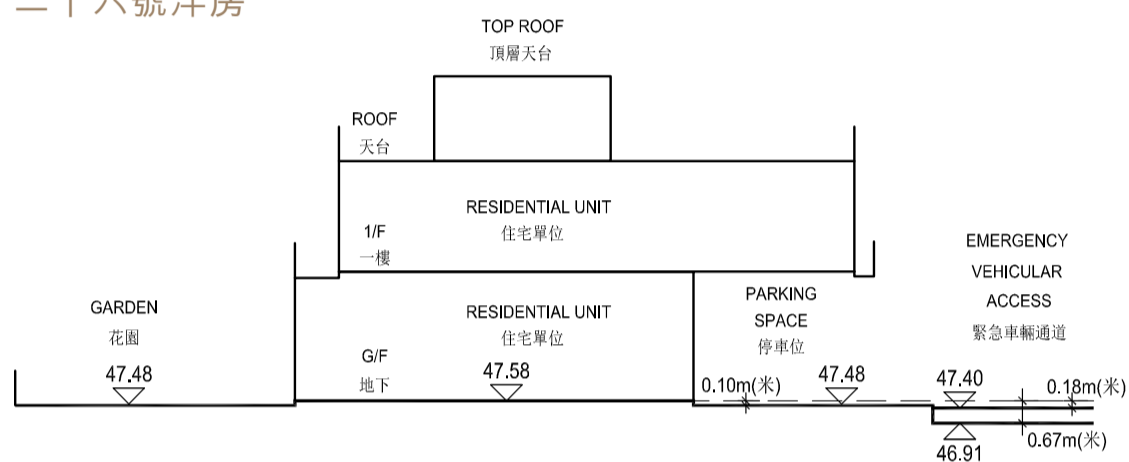 TOP ROOF
頂層天台
ROOF
天台
RESIDENTIAL UNIT
住宅單位
1/F
一樓
EMERGENCY
VEHICULAR
ACCESS
緊急車輛通道
GARDEN
花園
RESIDENTIAL UNIT
住宅單位
PARKING
SPACE
停車位
G/F
地下
47.48
47.58
0.10m(米)
47.48
47.40
0.18m(米)
46.91
0.67m(米)